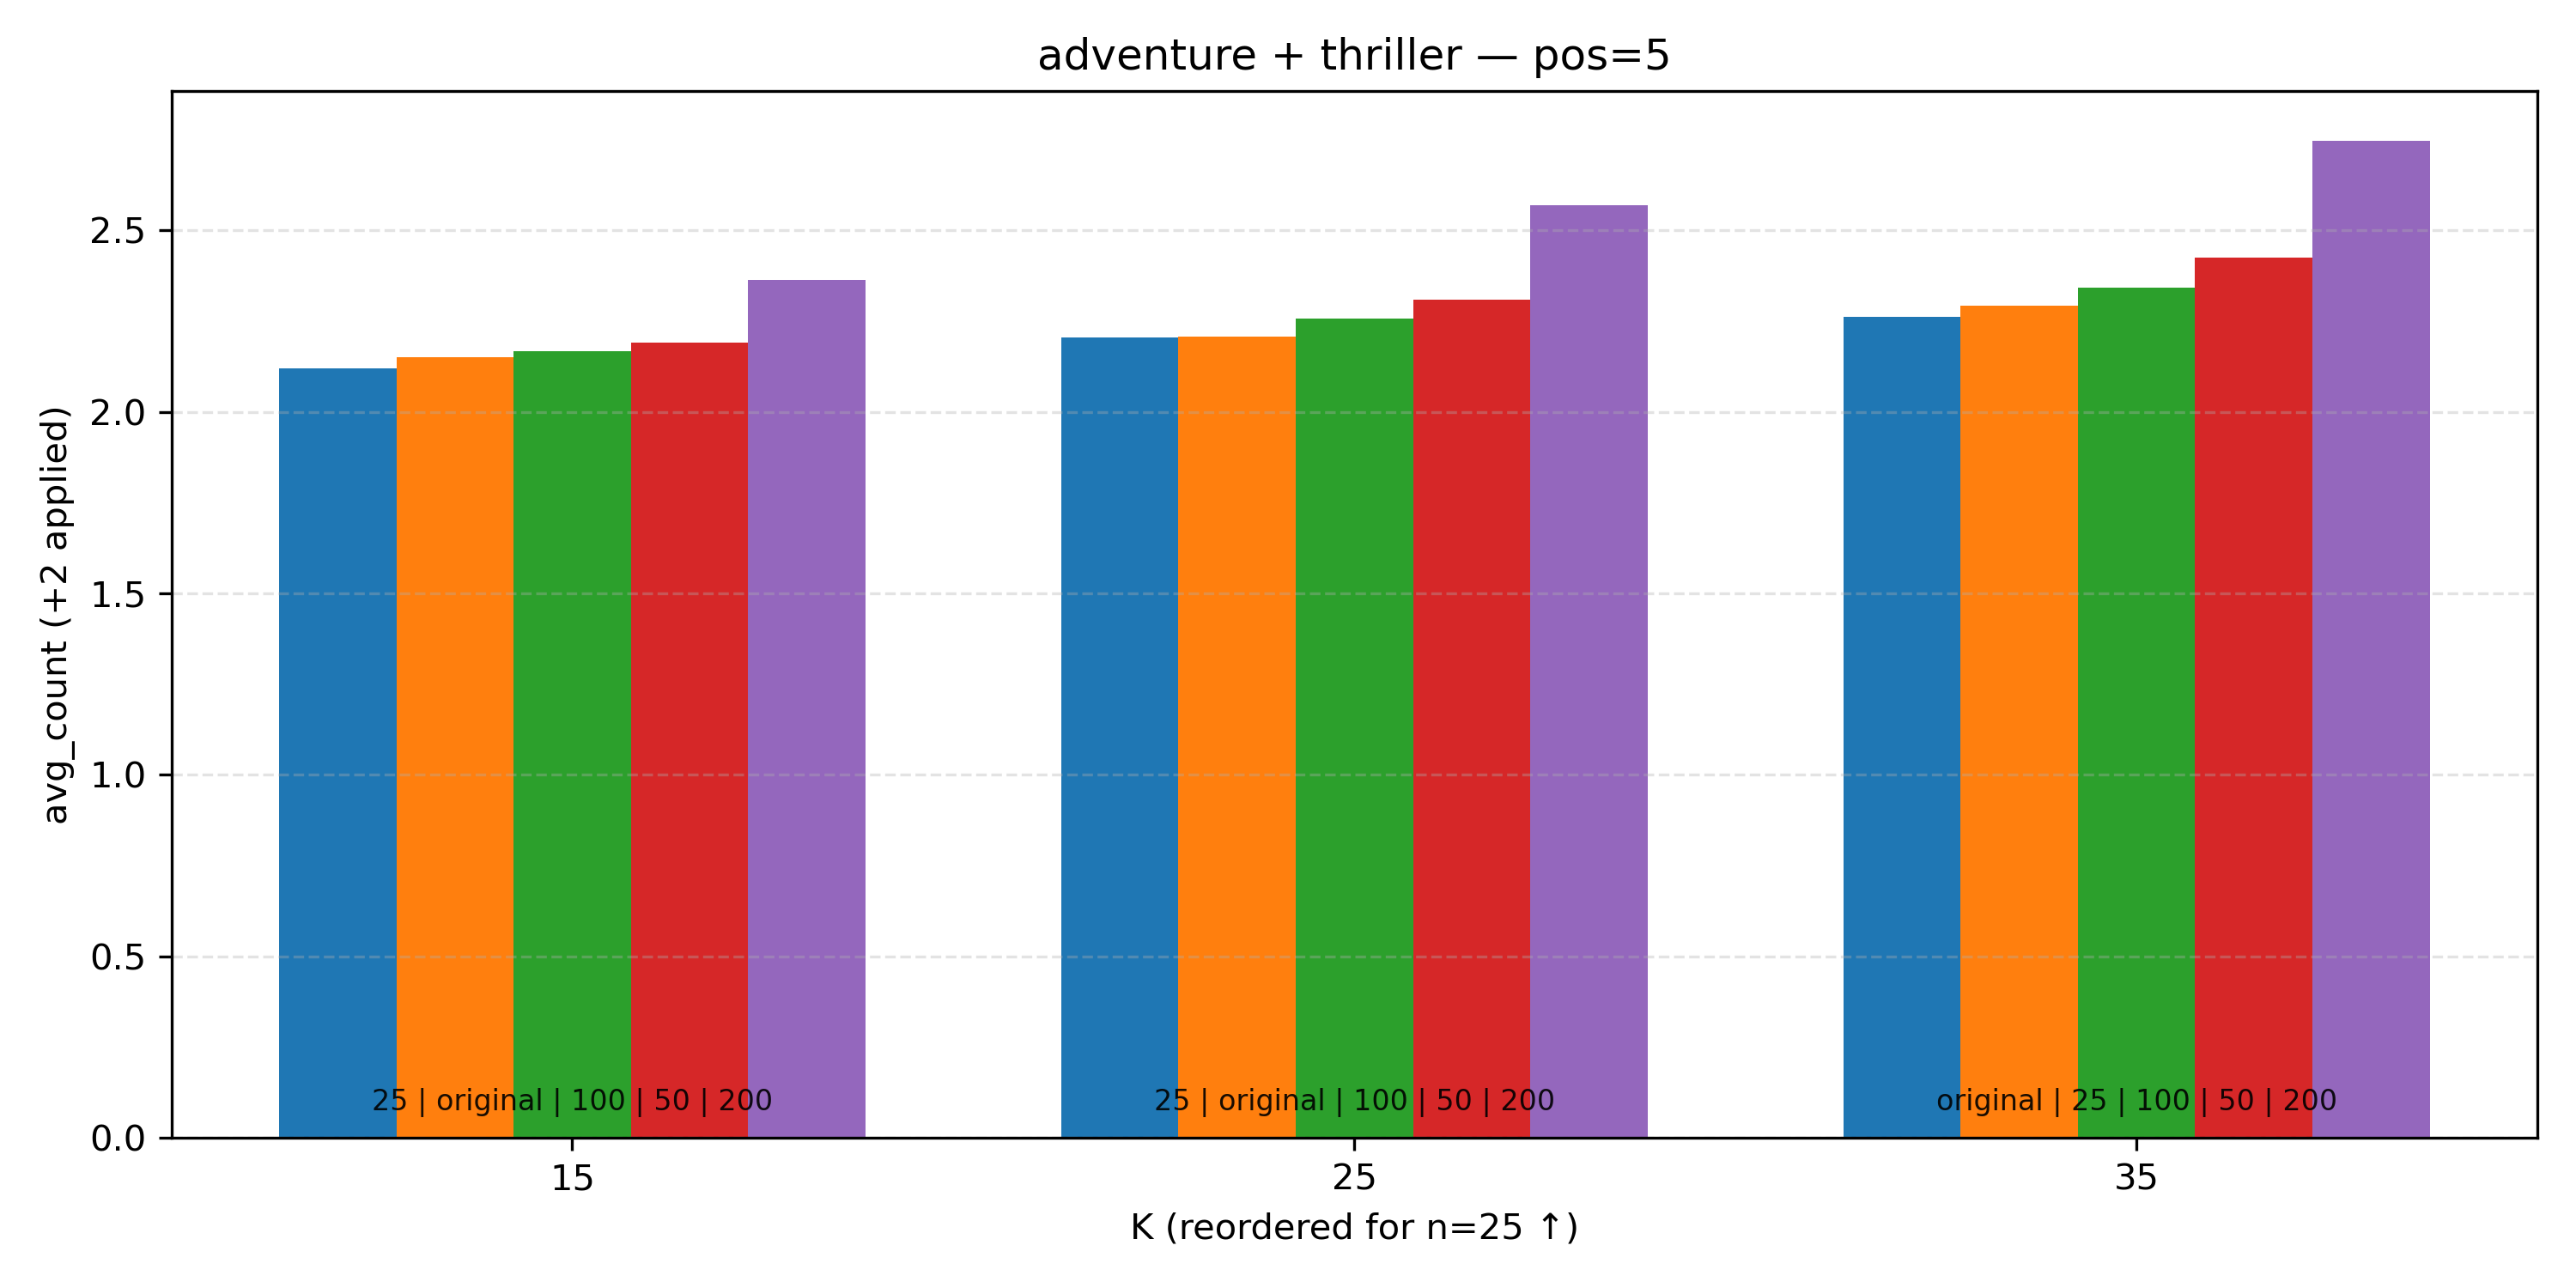 adventure + thriller — pos=5
avg_count (+2 applied)
2.5
2.0
1.5
1.0
0.5
0.0
25 | original | 100 | 50 | 200
25 | original | 100 | 50 | 200
original | 25 | 100 | 50 | 200
15
25
35
K (reordered for n=25 ↑)